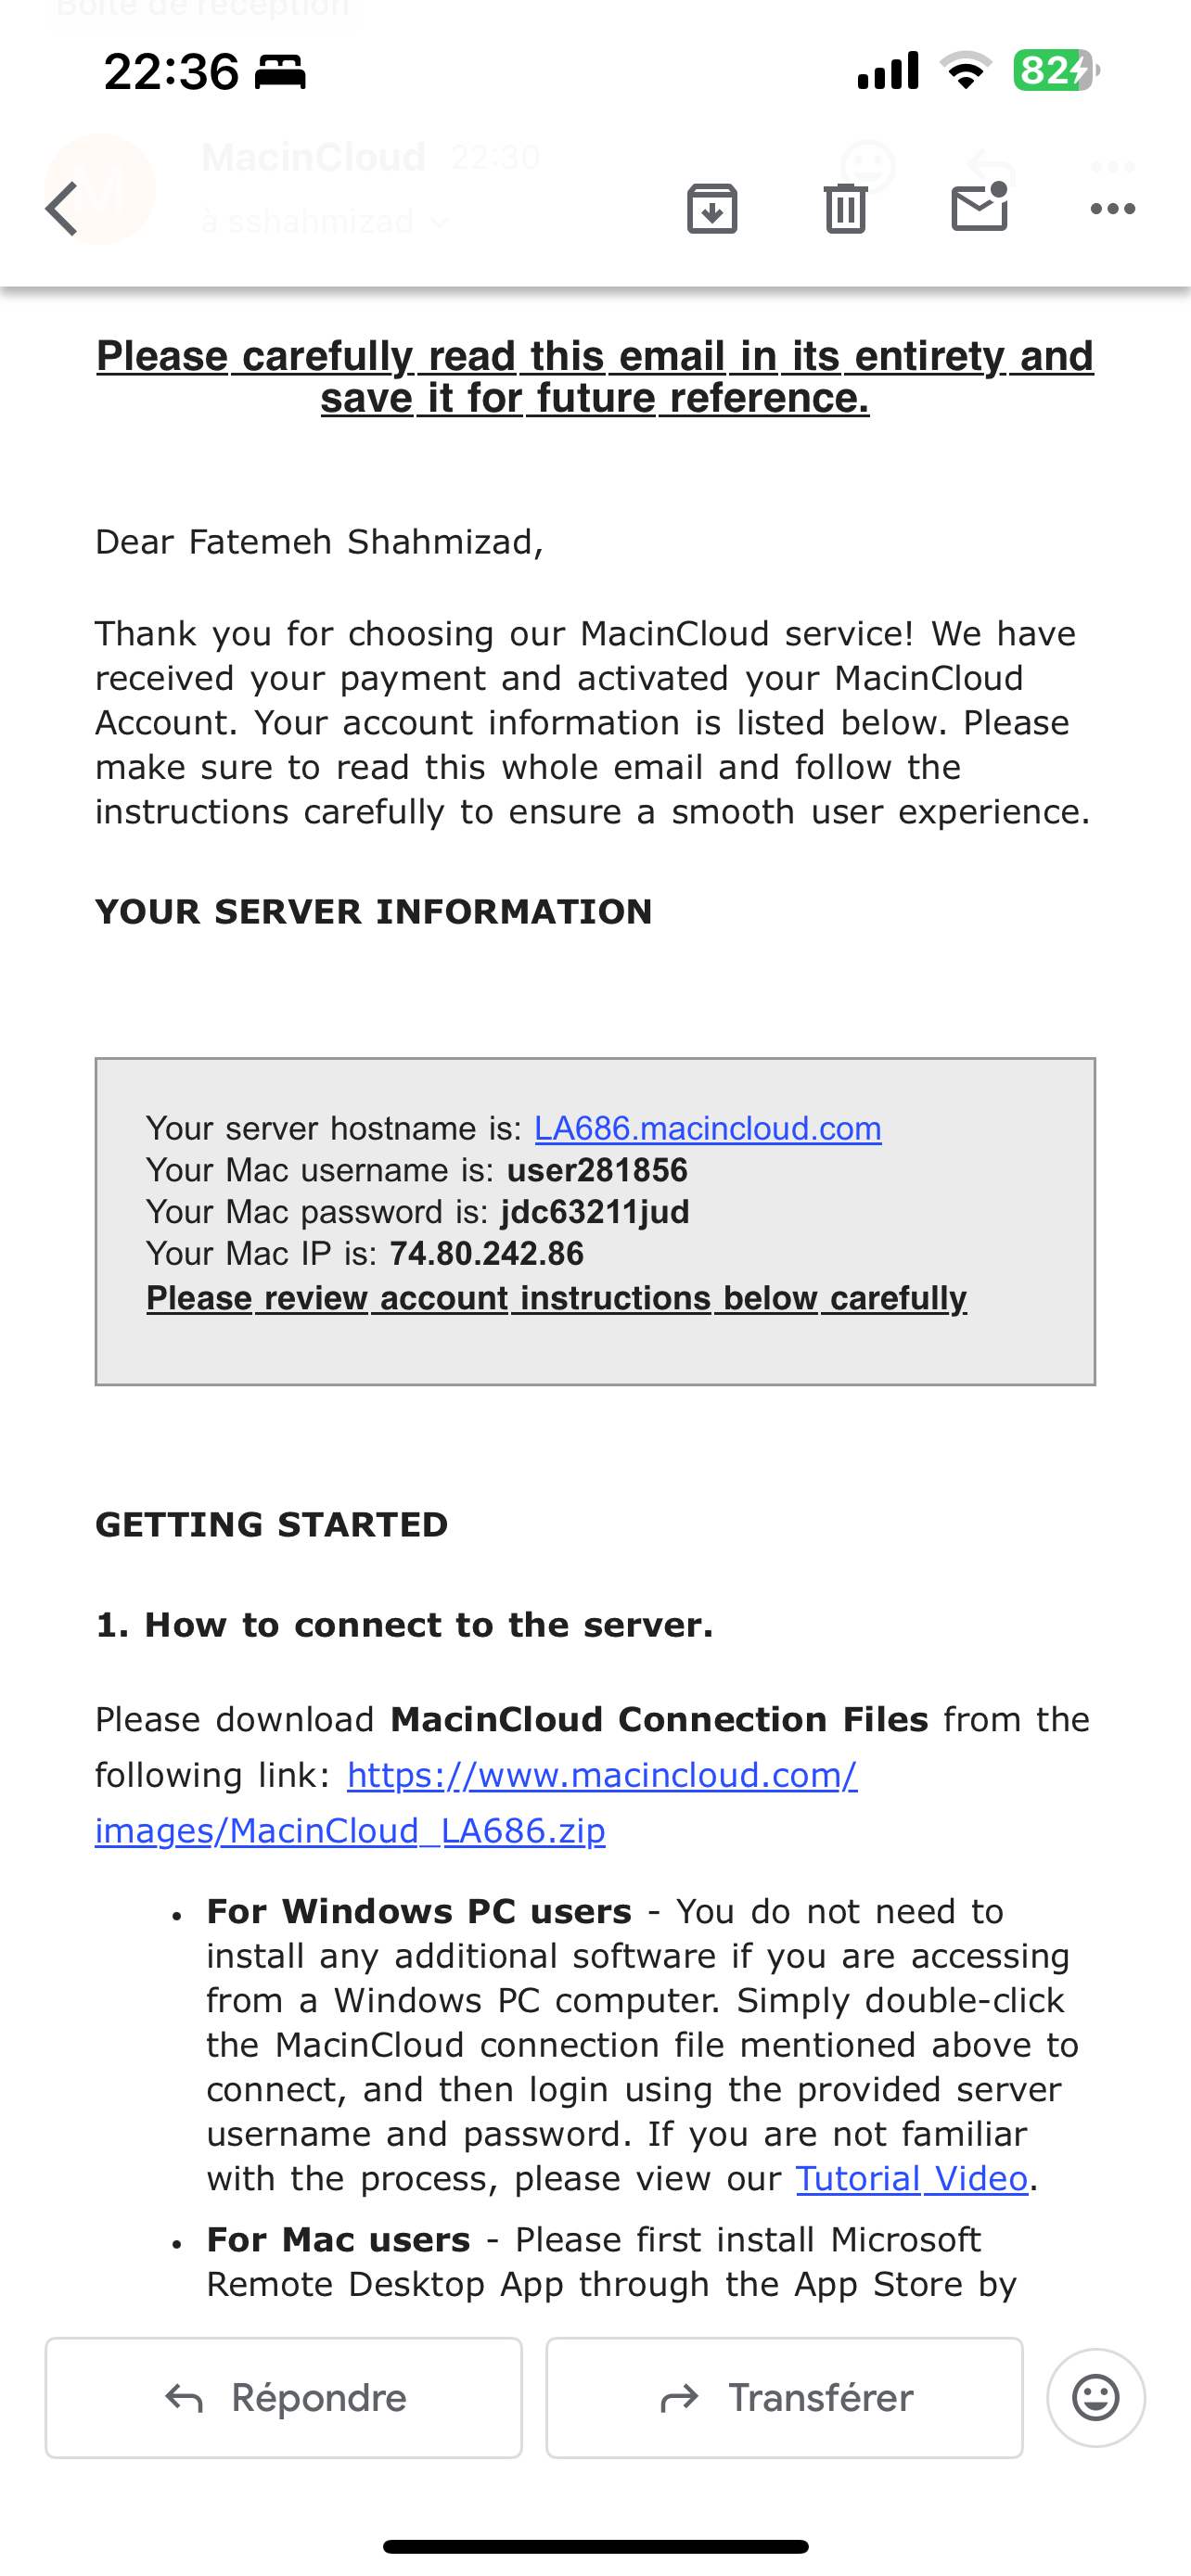 Boîte de réception
22:36
82
MacinCloud 22:30
M
à sshahmizad
Please carefully read this email in its entirety and
save it for future reference.
Dear Fatemeh Shahmizad,
Thank you for choosing our MacinCloud service! We have
received your payment and activated your MacinCloud
Account. Your account information is listed below. Please
make sure to read this whole email and follow the
instructions carefully to ensure a smooth user experience.
YOUR SERVER INFORMATION
Your server hostname is: LA686.macincloud.com
Your Mac username is: user281856
Your Mac password is: jdc63211jud
Your Mac IP is: 74.80.242.86
Please review account instructions below carefully
GETTING STARTED
1. How to connect to the server.
Please download MacinCloud Connection Files from the
following link: https://www.macincloud.com/
images/MacinCloud_LA686.zip
• For Windows PC users - You do not need to
install any additional software if you are accessing
from a Windows PC computer. Simply double-click
the MacinCloud connection file mentioned above to
connect, and then login using the provided server
username and password. If you are not familiar
with the process, please view our Tutorial Video.
• For Mac users - Please first install Microsoft
Remote Desktop App through the App Store by
Répondre
Transférer